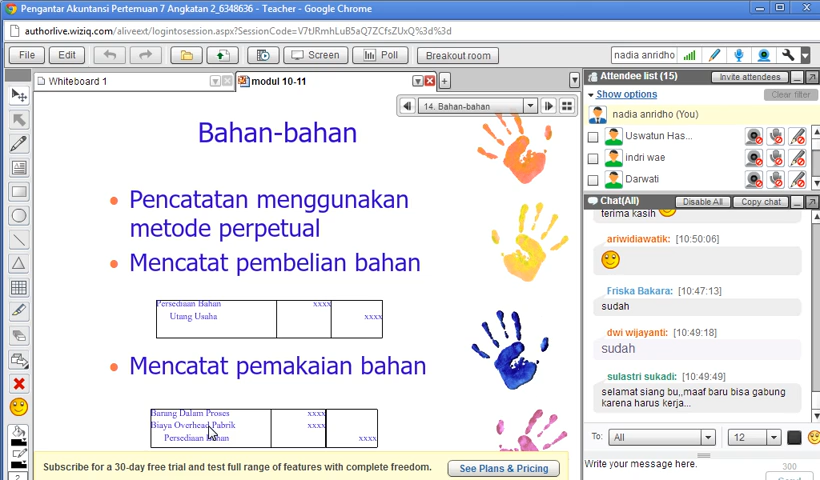 Pengantar Akuntansi Pertemuan 7 Angkatan 2_6348636 - Teacher - Google Chrome
authorlive.wiziq.com/aliveext/logintosession.aspx?SessionCode=V7tJRmhLuB5aQ7ZCfsZUxQ%3d%3d
File
Edit
Screen
Poll
Breakout room
nadia anridho
Whiteboard 1
modul 10-11
14. Bahan-bahan
Bahan-bahan
Pencatatan menggunakan
metode perpetual
Mencatat pembelian bahan
Persediaan Bahan xxxx
Utang Usaha xxxx
Mencatat pemakaian bahan
Barang Dalam Proses xxxx
Biaya Overhead Pabrik xxxx
Persediaan Bahan xxxx
Subscribe for a 30-day free trial and test full range of features with complete freedom.
See Plans & Pricing
Attendee list (15)
Invite attendees
Show options
Clear filter
nadia anridho (You)
Uswatun Has...
indri wae
Darwati
Chat(All)
Disable All
Copy chat
terima kasih
ariwidiawatik: [10:50:06]
Friska Bakara: [10:47:13]
sudah
dwi wijayanti: [10:49:18]
sudah
sulastri sukadi: [10:49:49]
selamat siang bu,,maaf baru bisa gabung
karena harus kerja...
To:
All
12
Write your message here.
300